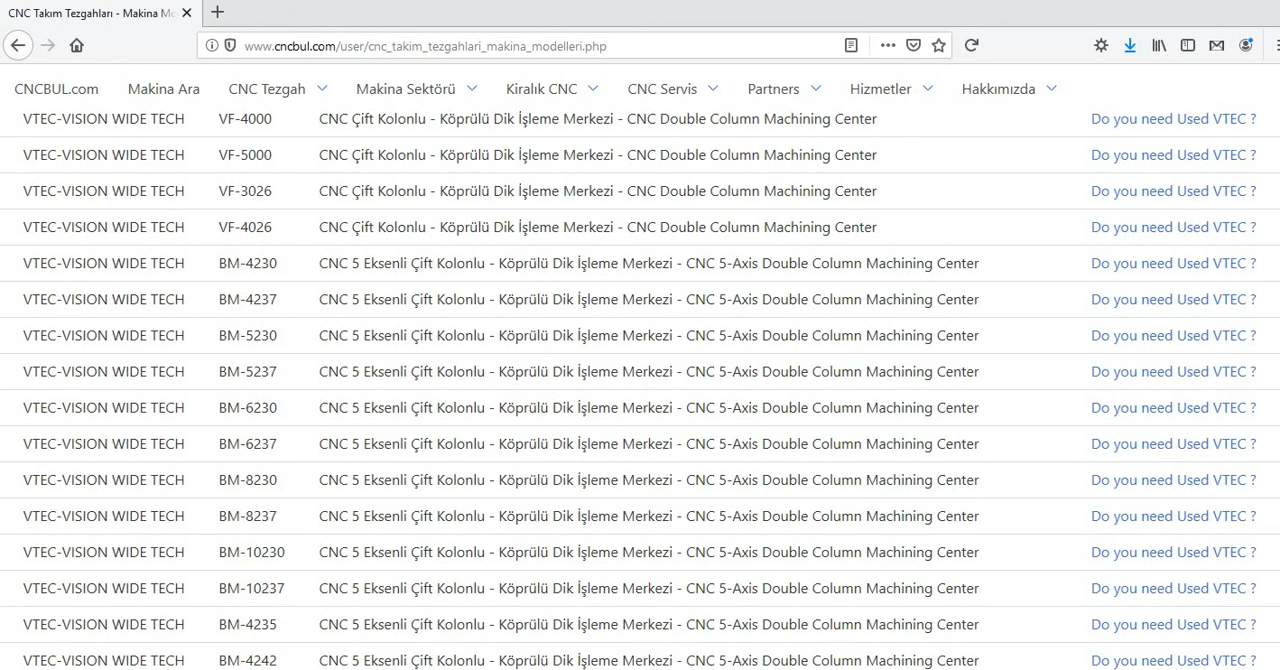 CNC Takım Tezgahları - Makina Mo
www.cncbul.com/user/cnc_takim_tezgahlari_makina_modelleri.php
CNCBUL.com Makina Ara CNC Tezgah Makina Sektörü Kiralık CNC CNC Servis Partners Hizmetler Hakkımızda
VTEC-VISION WIDE TECH VF-4000 CNC Çift Kolonlu - Köprülü Dik İşleme Merkezi - CNC Double Column Machining Center Do you need Used VTEC ?
VTEC-VISION WIDE TECH VF-5000 CNC Çift Kolonlu - Köprülü Dik İşleme Merkezi - CNC Double Column Machining Center Do you need Used VTEC ?
VTEC-VISION WIDE TECH VF-3026 CNC Çift Kolonlu - Köprülü Dik İşleme Merkezi - CNC Double Column Machining Center Do you need Used VTEC ?
VTEC-VISION WIDE TECH VF-4026 CNC Çift Kolonlu - Köprülü Dik İşleme Merkezi - CNC Double Column Machining Center Do you need Used VTEC ?
VTEC-VISION WIDE TECH BM-4230 CNC 5 Eksenli Çift Kolonlu - Köprülü Dik İşleme Merkezi - CNC 5-Axis Double Column Machining Center Do you need Used VTEC ?
VTEC-VISION WIDE TECH BM-4237 CNC 5 Eksenli Çift Kolonlu - Köprülü Dik İşleme Merkezi - CNC 5-Axis Double Column Machining Center Do you need Used VTEC ?
VTEC-VISION WIDE TECH BM-5230 CNC 5 Eksenli Çift Kolonlu - Köprülü Dik İşleme Merkezi - CNC 5-Axis Double Column Machining Center Do you need Used VTEC ?
VTEC-VISION WIDE TECH BM-5237 CNC 5 Eksenli Çift Kolonlu - Köprülü Dik İşleme Merkezi - CNC 5-Axis Double Column Machining Center Do you need Used VTEC ?
VTEC-VISION WIDE TECH BM-6230 CNC 5 Eksenli Çift Kolonlu - Köprülü Dik İşleme Merkezi - CNC 5-Axis Double Column Machining Center Do you need Used VTEC ?
VTEC-VISION WIDE TECH BM-6237 CNC 5 Eksenli Çift Kolonlu - Köprülü Dik İşleme Merkezi - CNC 5-Axis Double Column Machining Center Do you need Used VTEC ?
VTEC-VISION WIDE TECH BM-8230 CNC 5 Eksenli Çift Kolonlu - Köprülü Dik İşleme Merkezi - CNC 5-Axis Double Column Machining Center Do you need Used VTEC ?
VTEC-VISION WIDE TECH BM-8237 CNC 5 Eksenli Çift Kolonlu - Köprülü Dik İşleme Merkezi - CNC 5-Axis Double Column Machining Center Do you need Used VTEC ?
VTEC-VISION WIDE TECH BM-10230 CNC 5 Eksenli Çift Kolonlu - Köprülü Dik İşleme Merkezi - CNC 5-Axis Double Column Machining Center Do you need Used VTEC ?
VTEC-VISION WIDE TECH BM-10237 CNC 5 Eksenli Çift Kolonlu - Köprülü Dik İşleme Merkezi - CNC 5-Axis Double Column Machining Center Do you need Used VTEC ?
VTEC-VISION WIDE TECH BM-4235 CNC 5 Eksenli Çift Kolonlu - Köprülü Dik İşleme Merkezi - CNC 5-Axis Double Column Machining Center Do you need Used VTEC ?
VTEC-VISION WIDE TECH BM-4242 CNC 5 Eksenli Çift Kolonlu - Köprülü Dik İşleme Merkezi - CNC 5-Axis Double Column Machining Center Do you need Used VTEC ?